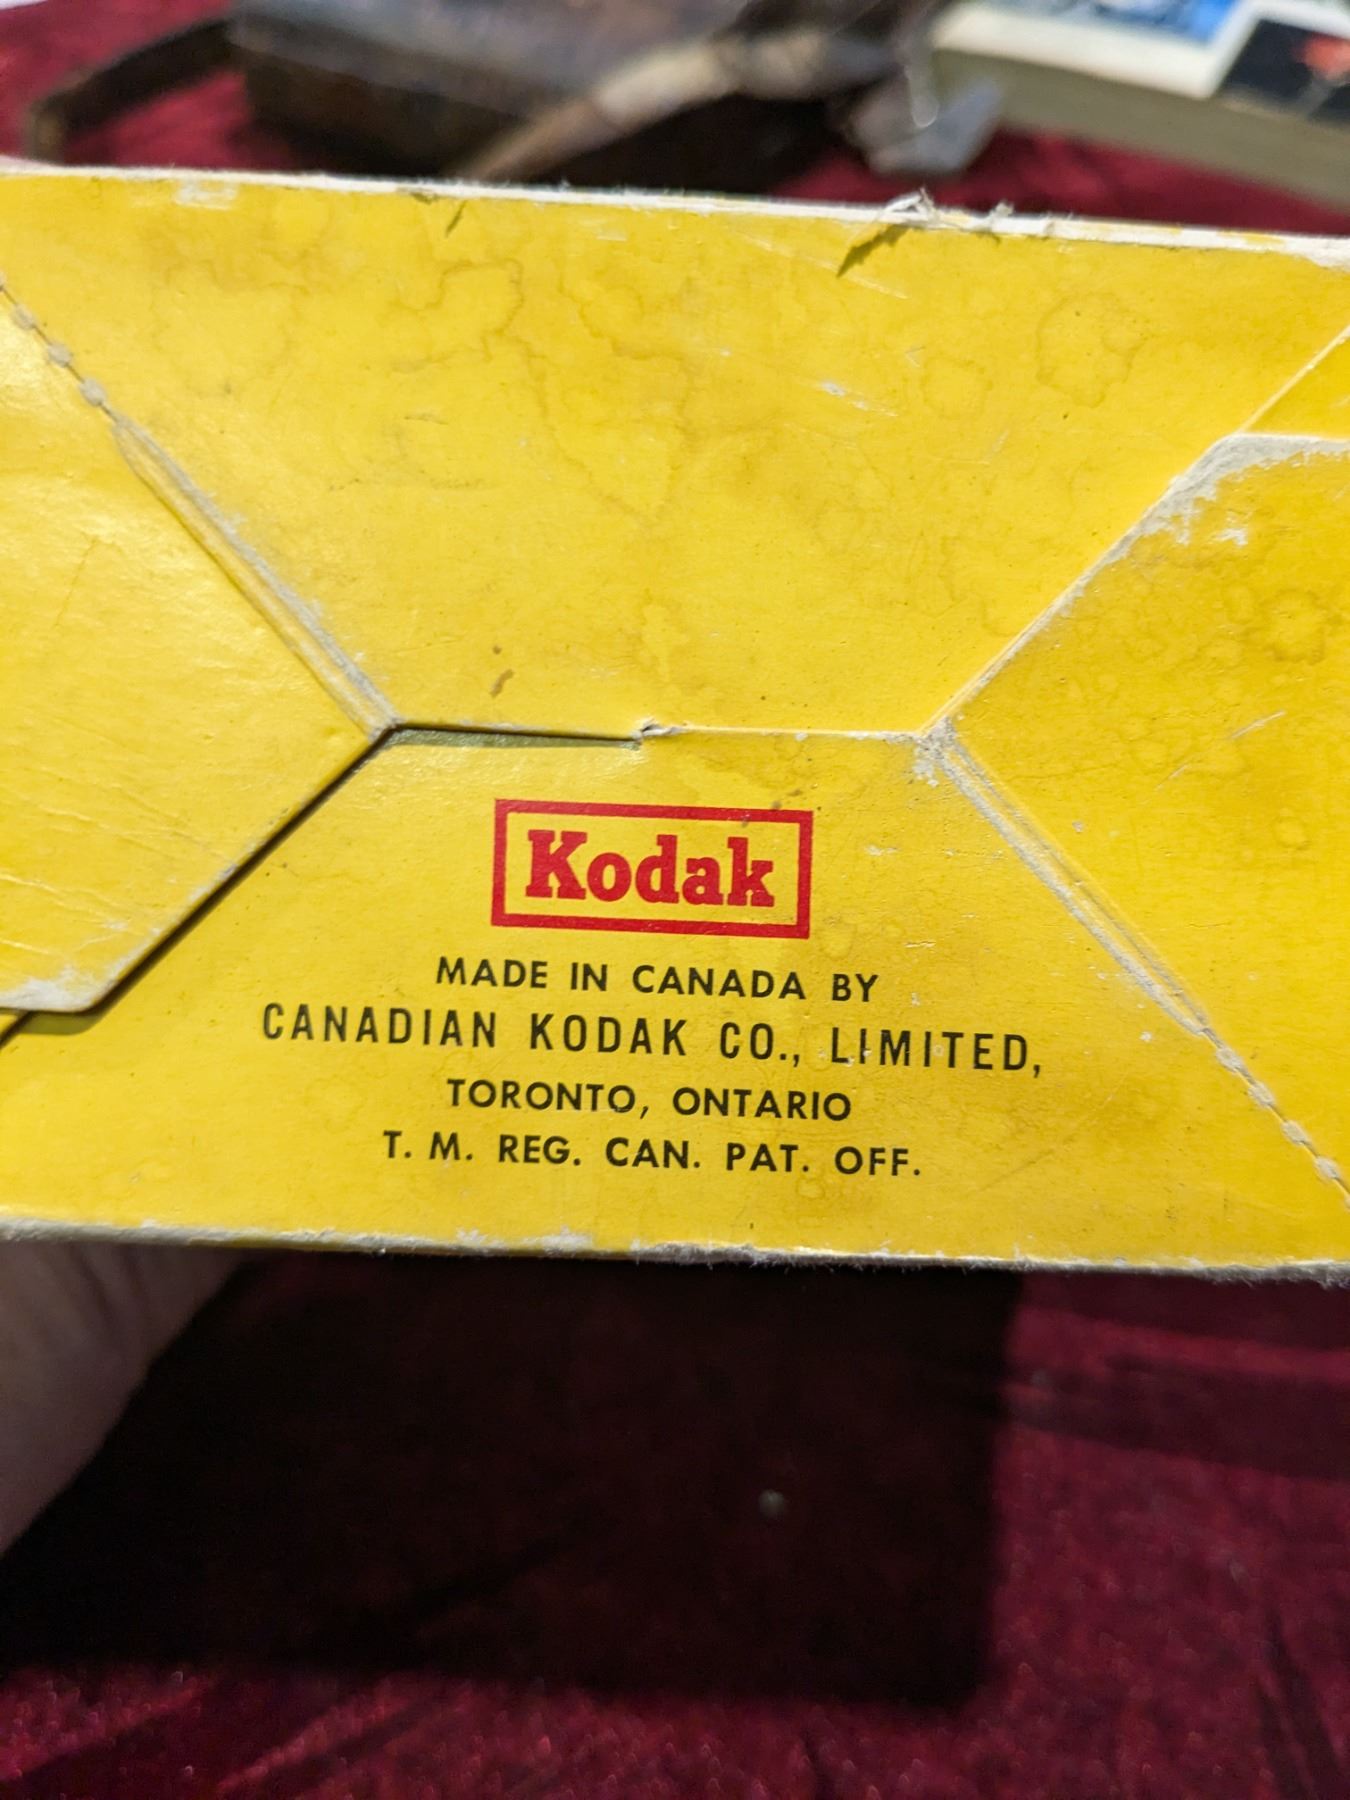 Kodak
MADE IN CANADA BY
CANADIAN KODAK CO., LIMITED,
TORONTO, ONTARIO
T. M. REG. CAN. PAT. OFF.